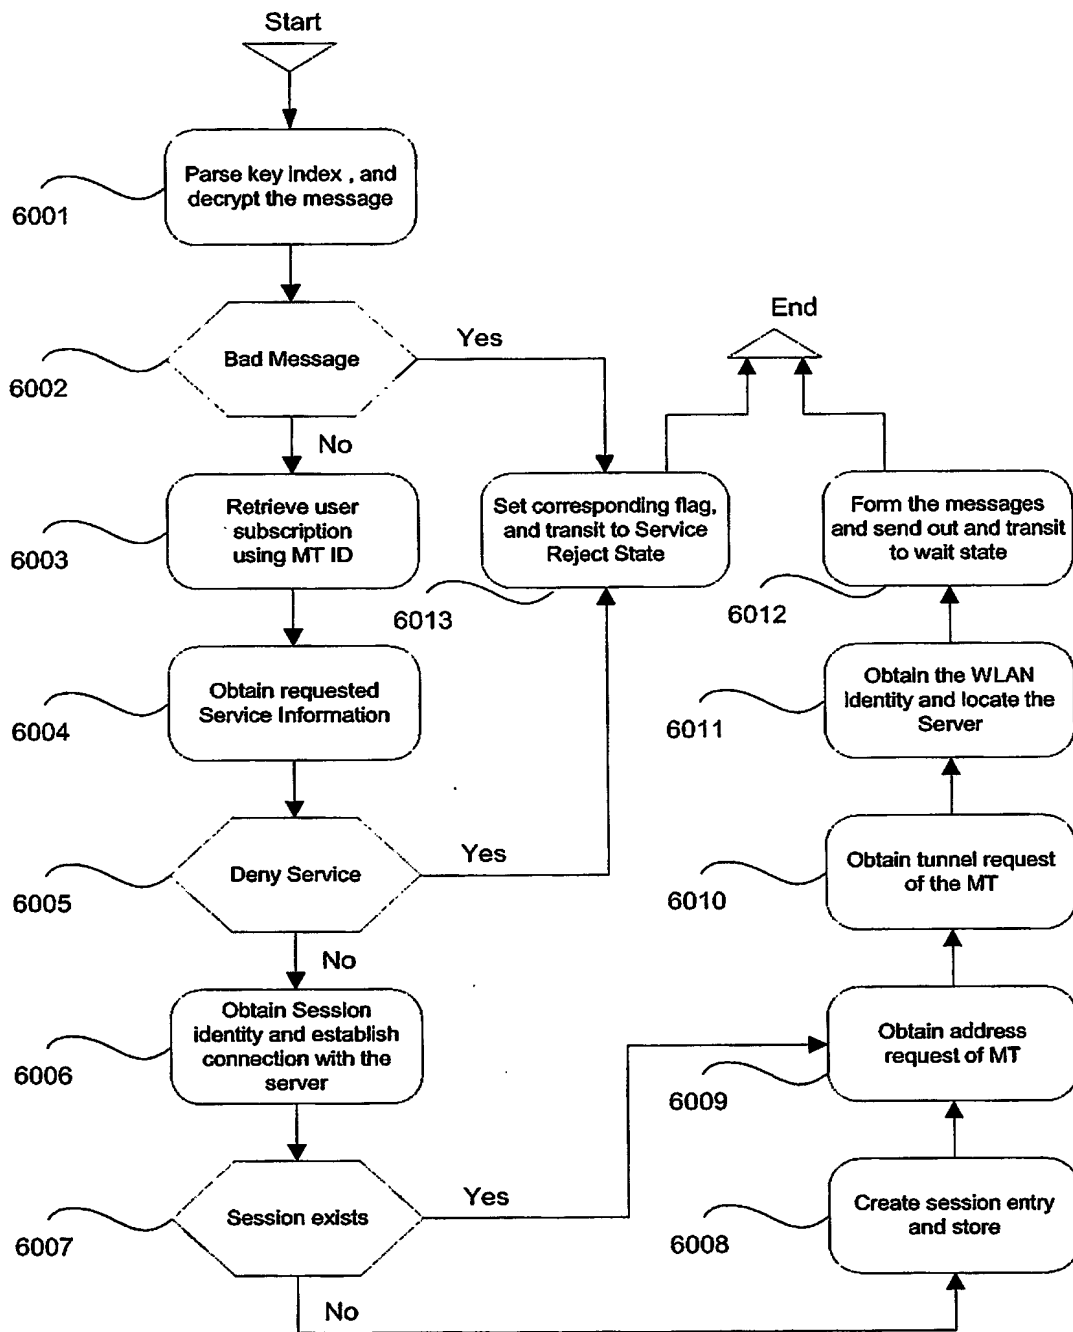 Start
Parse key index , and
decrypt the message
6001
Bad Message
Yes
6002
No
Retrieve user
subscription
using MT ID
6003
Obtain requested
Service Information
6004
Deny Service
Yes
6005
No
Obtain Session
identity and establish
connection with the
server
6006
Session exists
Yes
6007
No
Create session entry
and store
6008
Obtain address
request of MT
6009
Obtain tunnel request
of the MT
6010
Obtain the WLAN
identity and locate the
Server
6011
Form the messages
and send out and transit
to wait state
6012
Set corresponding flag,
and transit to Service
Reject State
6013
End